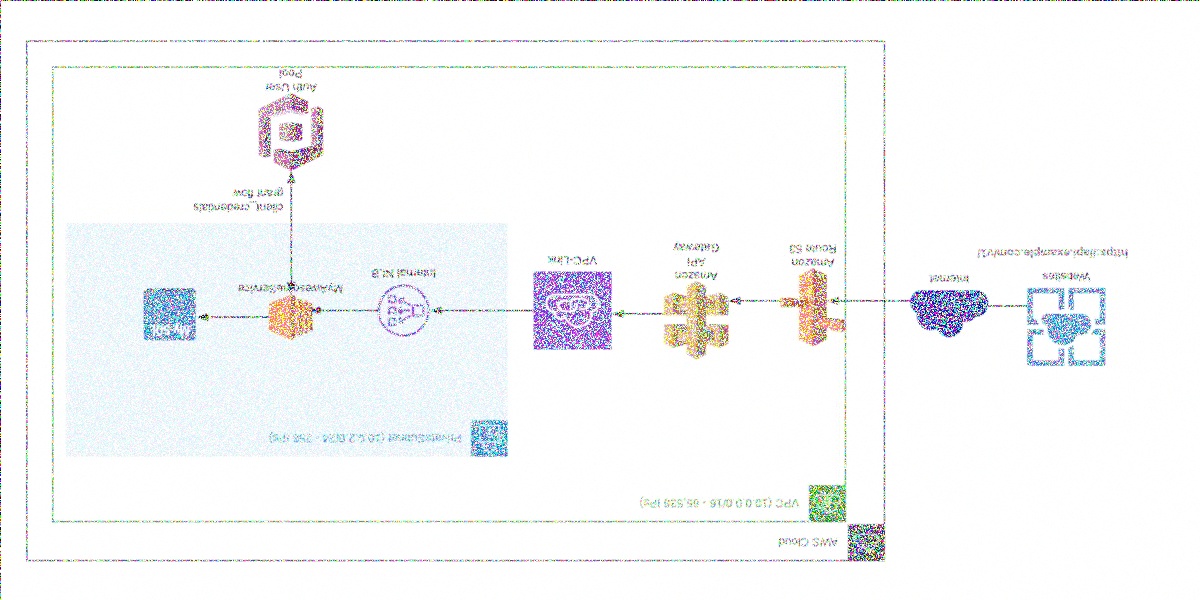 AWS Cloud
VPC (10.0.0.0/16 - 65,536 IPs)
PrivateSubnet (10.0.2.0/24 - 256 IPs)
Websites
https://api.example.com/v1/
Internet
Amazon
Route 53
Amazon
API
Gateway
VPC-Link
Internal NLB
MyAwesomeService
My-SQL
client_credentials
grant flow
Auth User
Pool